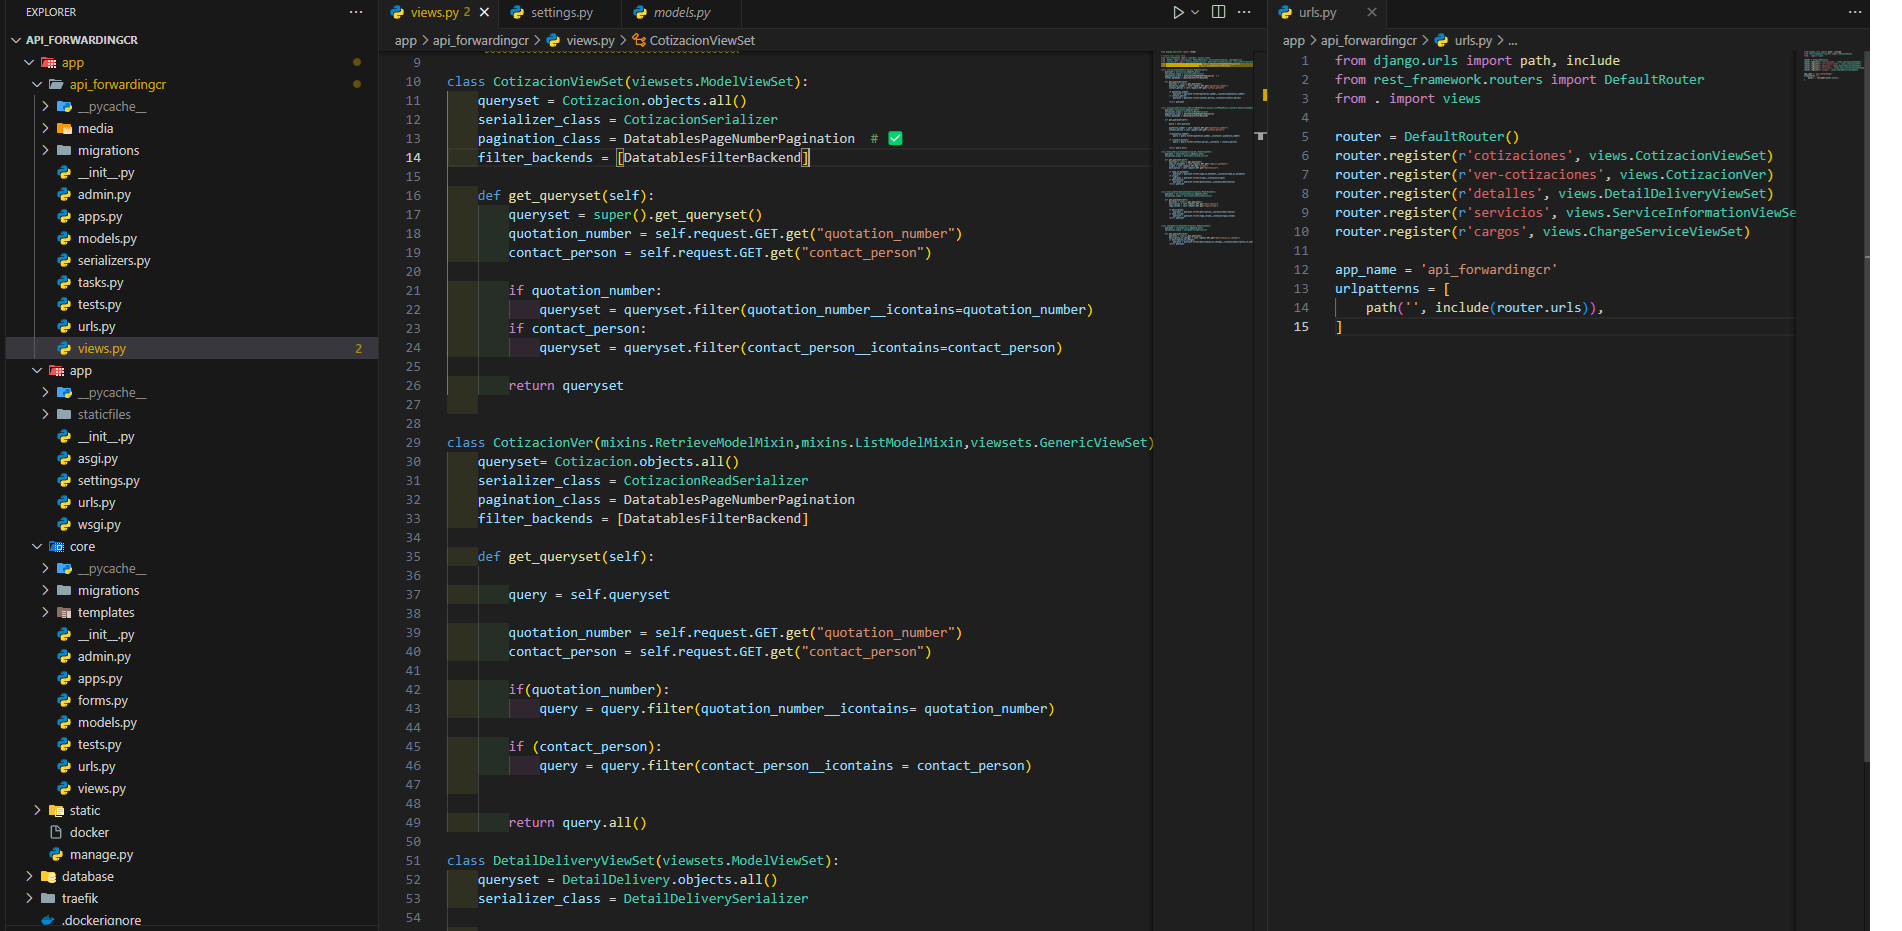 EXPLORER
API_FORWARDINGCR
app
api_forwardingcr
__pycache__
media
migrations
__init__.py
admin.py
apps.py
models.py
serializers.py
tasks.py
tests.py
urls.py
views.py 2
app
__pycache__
staticfiles
__init__.py
asgi.py
settings.py
urls.py
wsgi.py
core
__pycache__
migrations
templates
__init__.py
admin.py
apps.py
forms.py
models.py
tests.py
urls.py
views.py
static
docker
manage.py
database
traefik
.dockerignore
views.py 2
settings.py
models.py
app > api_forwardingcr > views.py > CotizacionViewSet
9
10 class CotizacionViewSet(viewsets.ModelViewSet):
11 queryset = Cotizacion.objects.all()
12 serializer_class = CotizacionSerializer
13 pagination_class = DatatablesPageNumberPagination # ✅
14 filter_backends = [DatatablesFilterBackend]
15
16 def get_queryset(self):
17 queryset = super().get_queryset()
18 quotation_number = self.request.GET.get("quotation_number")
19 contact_person = self.request.GET.get("contact_person")
20
21 if quotation_number:
22 queryset = queryset.filter(quotation_number__icontains=quotation_number)
23 if contact_person:
24 queryset = queryset.filter(contact_person__icontains=contact_person)
25
26 return queryset
27
28
29 class CotizacionVer(mixins.RetrieveModelMixin,mixins.ListModelMixin,viewsets.GenericViewSet)
30 queryset= Cotizacion.objects.all()
31 serializer_class = CotizacionReadSerializer
32 pagination_class = DatatablesPageNumberPagination
33 filter_backends = [DatatablesFilterBackend]
34
35 def get_queryset(self):
36
37 query = self.queryset
38
39 quotation_number = self.request.GET.get("quotation_number")
40 contact_person = self.request.GET.get("contact_person")
41
42 if(quotation_number):
43 query = query.filter(quotation_number__icontains= quotation_number)
44
45 if (contact_person):
46 query = query.filter(contact_person__icontains = contact_person)
47
48
49 return query.all()
50
51 class DetailDeliveryViewSet(viewsets.ModelViewSet):
52 queryset = DetailDelivery.objects.all()
53 serializer_class = DetailDeliverySerializer
54
urls.py
app > api_forwardingcr > urls.py > ...
1 from django.urls import path, include
2 from rest_framework.routers import DefaultRouter
3 from . import views
4
5 router = DefaultRouter()
6 router.register(r'cotizaciones', views.CotizacionViewSet)
7 router.register(r'ver-cotizaciones', views.CotizacionVer)
8 router.register(r'detalles', views.DetailDeliveryViewSet)
9 router.register(r'servicios', views.ServiceInformationViewSe
10 router.register(r'cargos', views.ChargeServiceViewSet)
11
12 app_name = 'api_forwardingcr'
13 urlpatterns = [
14 path('', include(router.urls)),
15 ]